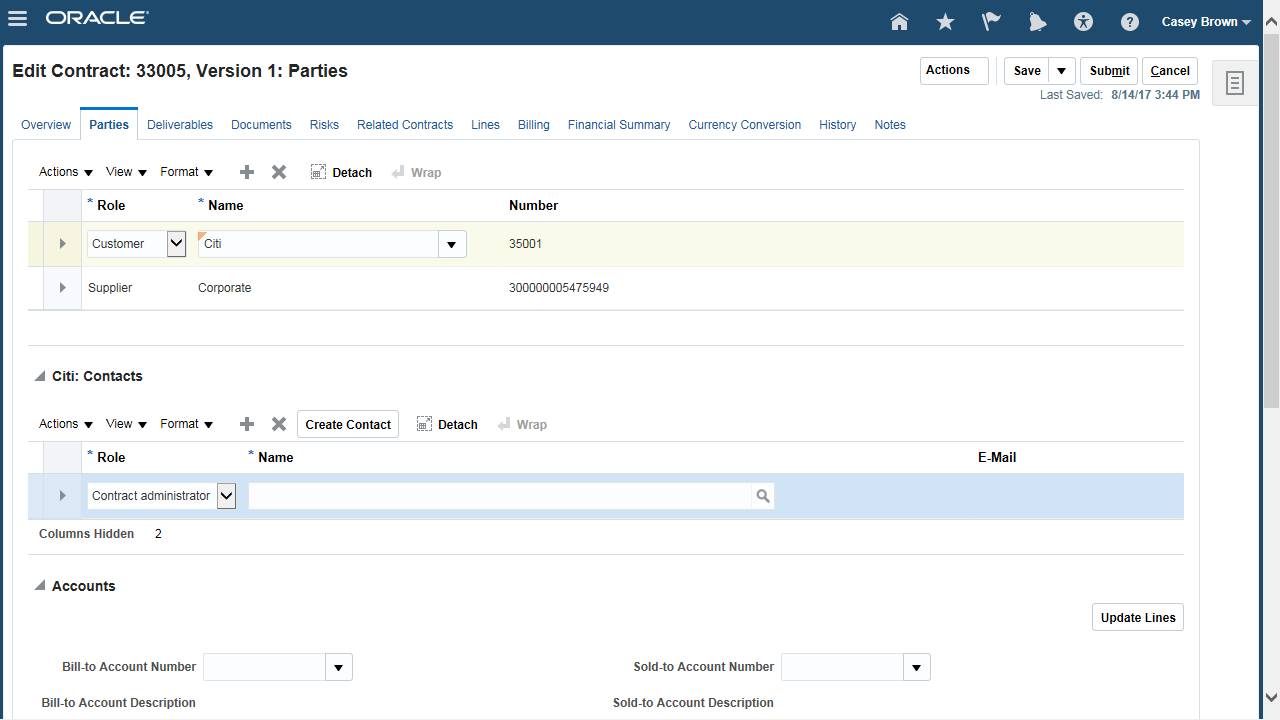 ORACLE
Casey Brown
Edit Contract: 33005, Version 1: Parties
Actions Save Submit Cancel
Last Saved: 8/14/17 3:44 PM
Overview Parties Deliverables Documents Risks Related Contracts Lines Billing Financial Summary Currency Conversion History Notes
Actions View Format Detach Wrap
* Role * Name Number
Customer Citi 35001
Supplier Corporate 300000005475949
Citi: Contacts
Actions View Format Create Contact Detach Wrap
* Role * Name E-Mail
Contract administrator
Columns Hidden 2
Accounts
Update Lines
Bill-to Account Number Sold-to Account Number
Bill-to Account Description Sold-to Account Description